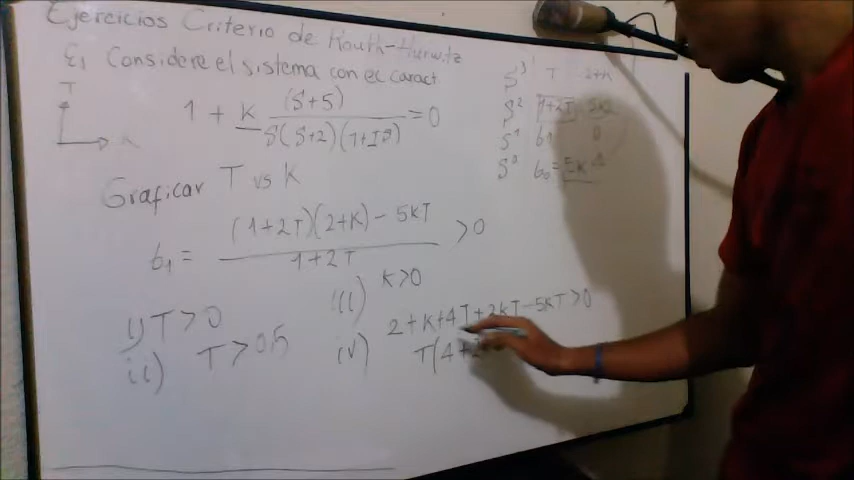 Ejercicios Criterio de Routh-Hurwitz
E1 Considere el sistema con ec caract.
T
1 + K (S+5) / S(S+2)(1+TS) = 0
Graficar T vs K
b1 = (1+2T)(2+K) - 5KT / 1+2T > 0
i) T > 0
ii) T > 0.5
iii) K > 0
2 + K + 4T + 2KT - 5KT > 0
iv) T(4+2
S³ T 2+K
S² 1+2T 5K
S¹ b1 0
S⁰ b0 = 5K